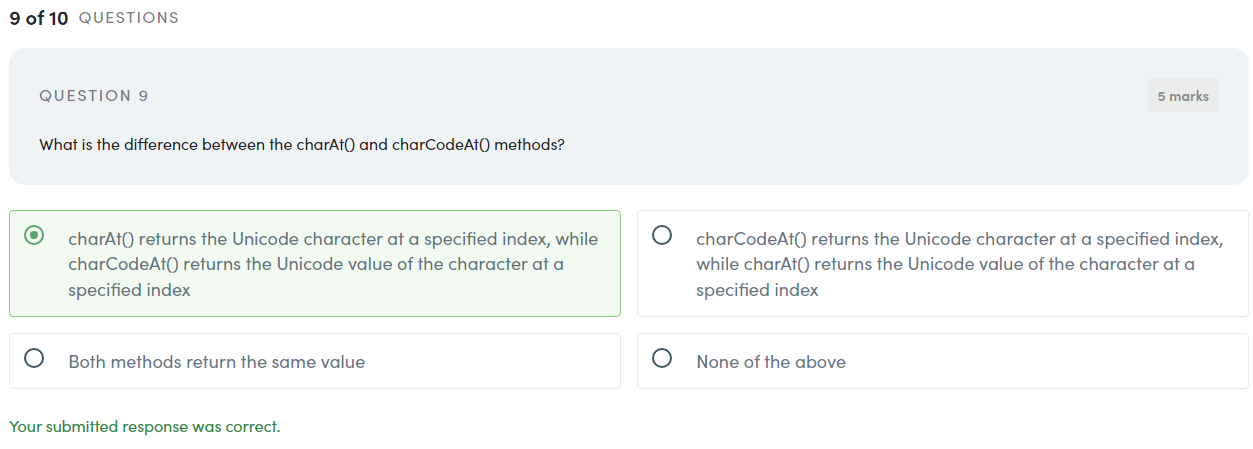 9 of 10 QUESTIONS
QUESTION 9
5 marks
What is the difference between the charAt() and charCodeAt() methods?
charAt() returns the Unicode character at a specified index, while
charCodeAt() returns the Unicode value of the character at a
specified index
charCodeAt() returns the Unicode character at a specified index,
while charAt() returns the Unicode value of the character at a
specified index
Both methods return the same value
None of the above
Your submitted response was correct.